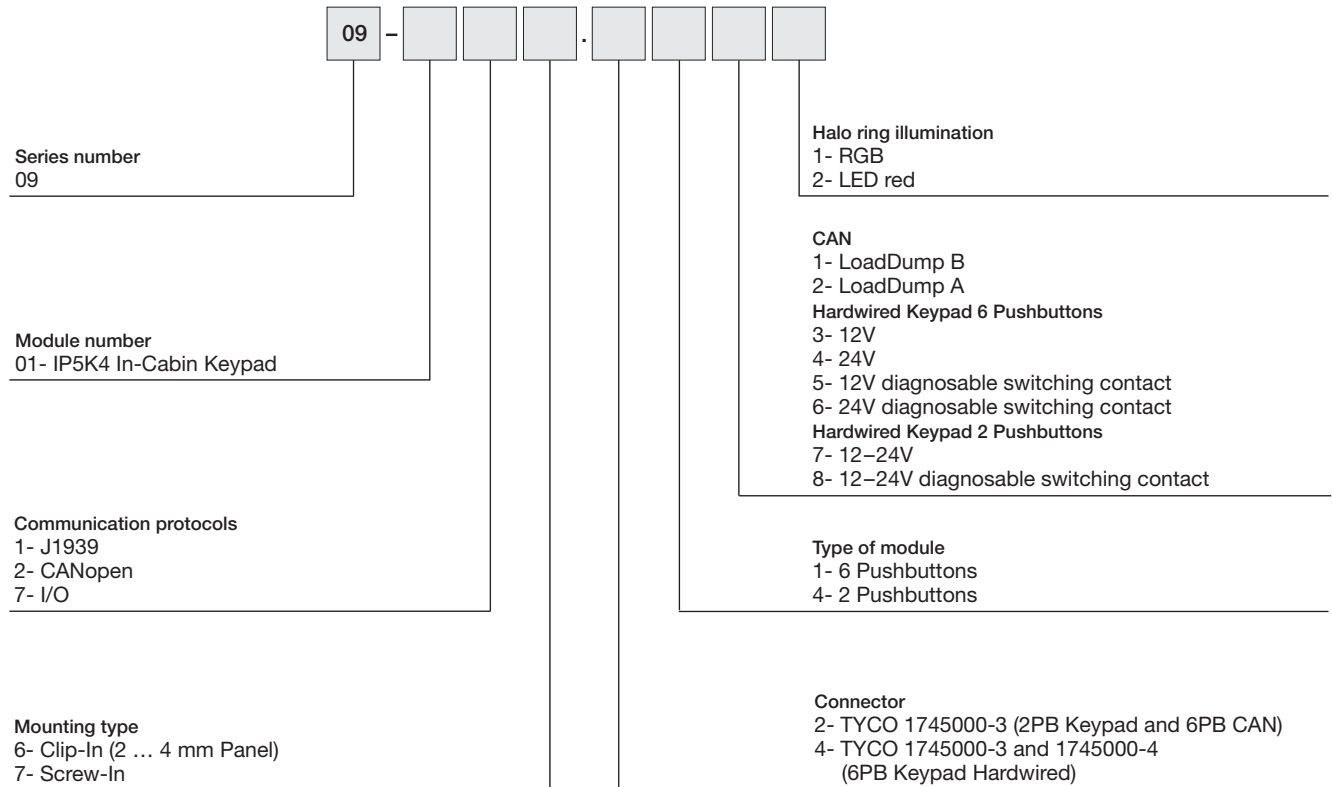 09 – .
Series number
09
Module number
01- IP5K4 In-Cabin Keypad
Communication protocols
1- J1939
2- CANopen
7- I/O
Mounting type
6- Clip-In (2 … 4 mm Panel)
7- Screw-In
Halo ring illumination
1- RGB
2- LED red
CAN
1- LoadDump B
2- LoadDump A
Hardwired Keypad 6 Pushbuttons
3- 12V
4- 24V
5- 12V diagnosable switching contact
6- 24V diagnosable switching contact
Hardwired Keypad 2 Pushbuttons
7- 12–24V
8- 12–24V diagnosable switching contact
Type of module
1- 6 Pushbuttons
4- 2 Pushbuttons
Connector
2- TYCO 1745000-3 (2PB Keypad and 6PB CAN)
4- TYCO 1745000-3 and 1745000-4
(6PB Keypad Hardwired)